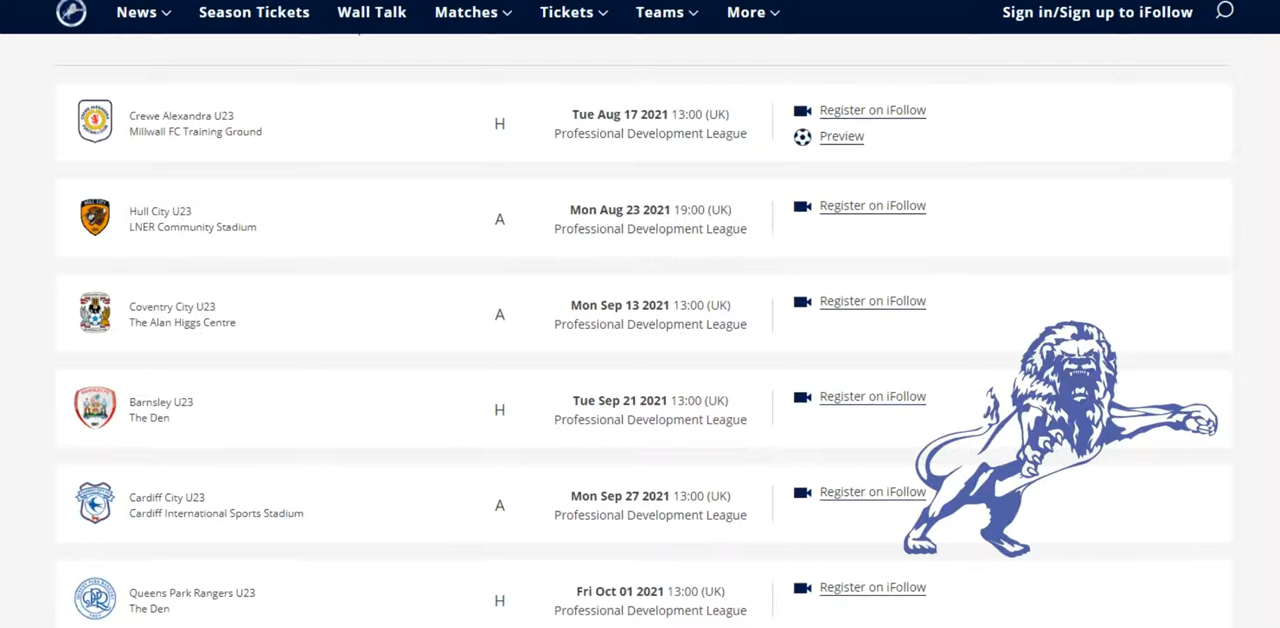 News Season Tickets Wall Talk Matches Tickets Teams More Sign in/Sign up to iFollow
Crewe Alexandra U23
Millwall FC Training Ground
H
Tue Aug 17 2021 13:00 (UK)
Professional Development League
Register on iFollow
Preview
Hull City U23
LNER Community Stadium
A
Mon Aug 23 2021 19:00 (UK)
Professional Development League
Register on iFollow
Coventry City U23
The Alan Higgs Centre
A
Mon Sep 13 2021 13:00 (UK)
Professional Development League
Register on iFollow
Barnsley U23
The Den
H
Tue Sep 21 2021 13:00 (UK)
Professional Development League
Register on iFollow
Cardiff City U23
Cardiff International Sports Stadium
A
Mon Sep 27 2021 13:00 (UK)
Professional Development League
Register on iFollow
Queens Park Rangers U23
The Den
H
Fri Oct 01 2021 13:00 (UK)
Professional Development League
Register on iFollow